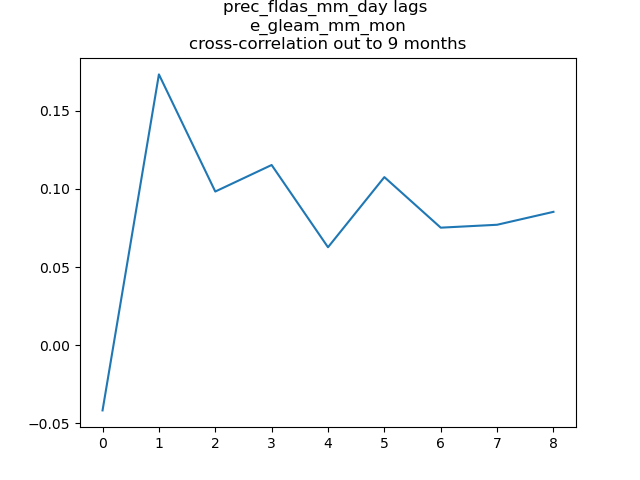 prec_fldas_mm_day lags
e_gleam_mm_mon
cross-correlation out to 9 months
0.15
0.10
0.05
0.00
−0.05
0 1 2 3 4 5 6 7 8